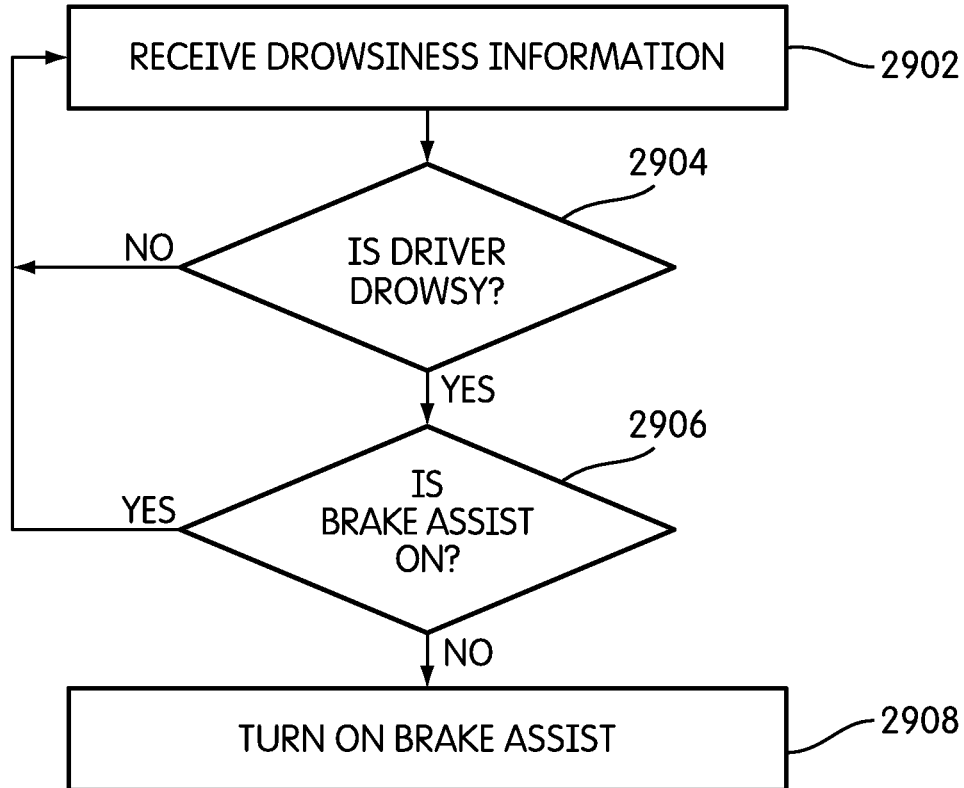 RECEIVE DROWSINESS INFORMATION
2902
2904
IS DRIVER
DROWSY?
NO
YES
2906
IS
BRAKE ASSIST
ON?
YES
NO
TURN ON BRAKE ASSIST
2908